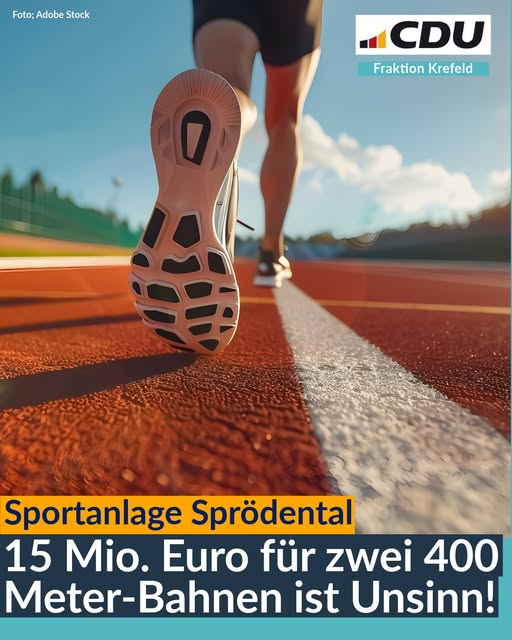 Foto; Adobe Stock
CDU
Fraktion Krefeld
Sportanlage Sprödental
15 Mio. Euro für zwei 400
Meter-Bahnen ist Unsinn!